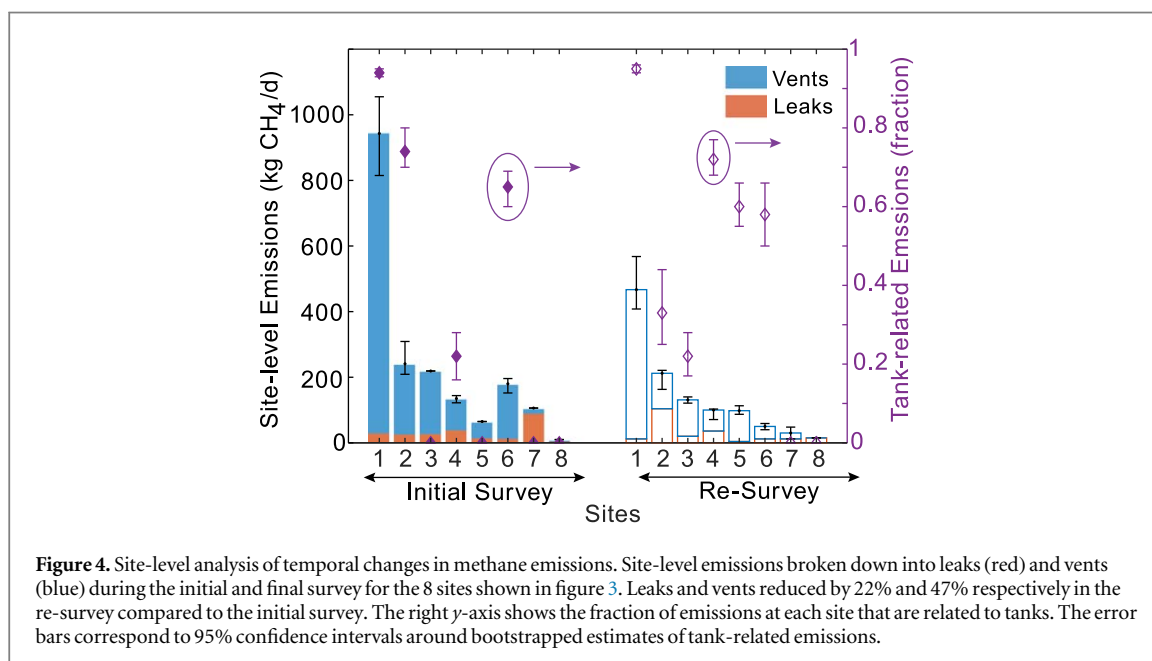 1000
800
600
400
200
0
Site-level Emissions (kg CH4/d)
Vents
Leaks
1
0.8
0.6
0.4
0.2
0
Tank-related Emssions (fraction)
1 2 3 4 5 6 7 8 1 2 3 4 5 6 7 8
Initial Survey Re-Survey
Sites
Figure 4. Site-level analysis of temporal changes in methane emissions. Site-level emissions broken down into leaks (red) and vents
(blue) during the initial and final survey for the 8 sites shown in figure 3. Leaks and vents reduced by 22% and 47% respectively in the
re-survey compared to the initial survey. The right y-axis shows the fraction of emissions at each site that are related to tanks. The error
bars correspond to 95% confidence intervals around bootstrapped estimates of tank-related emissions.